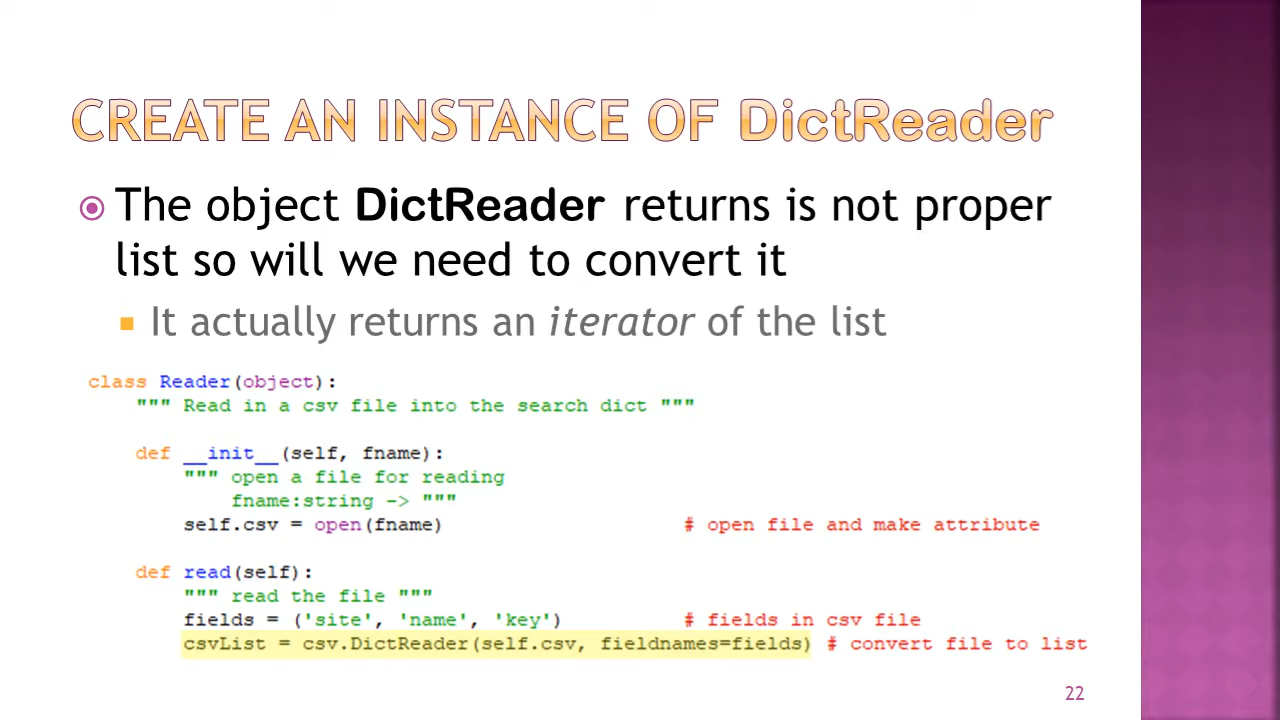 CREATE AN INSTANCE OF DictReader
The object DictReader returns is not proper
list so will we need to convert it
It actually returns an iterator of the list
class Reader(object):
""" Read in a csv file into the search dict """
def __init__(self, fname):
""" open a file for reading
fname:string -> """
self.csv = open(fname) # open file and make attribute
def read(self):
""" read the file """
fields = ('site', 'name', 'key') # fields in csv file
csvList = csv.DictReader(self.csv, fieldnames=fields) # convert file to list
22